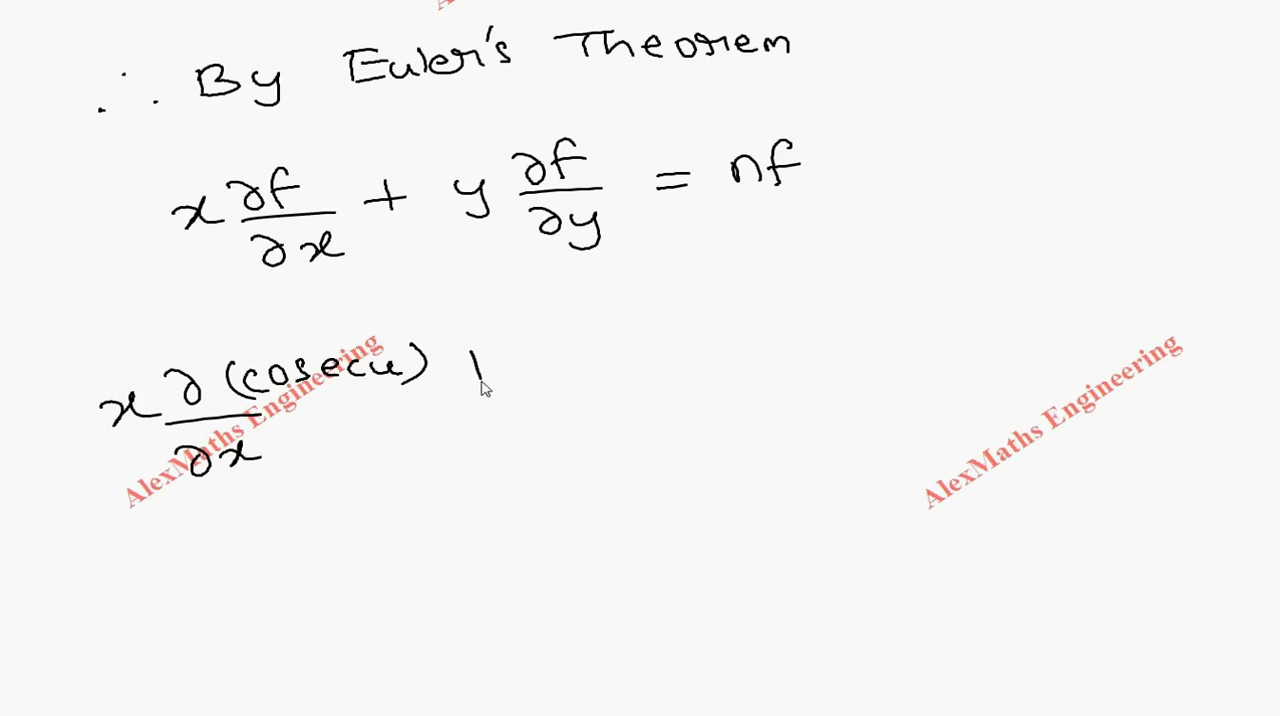 ∴ By Euler's Theorem
x ∂f/∂x + y ∂f/∂y = nf
x ∂(cosecu)/∂x
AlexMaths Engineering
AlexMaths Engineering